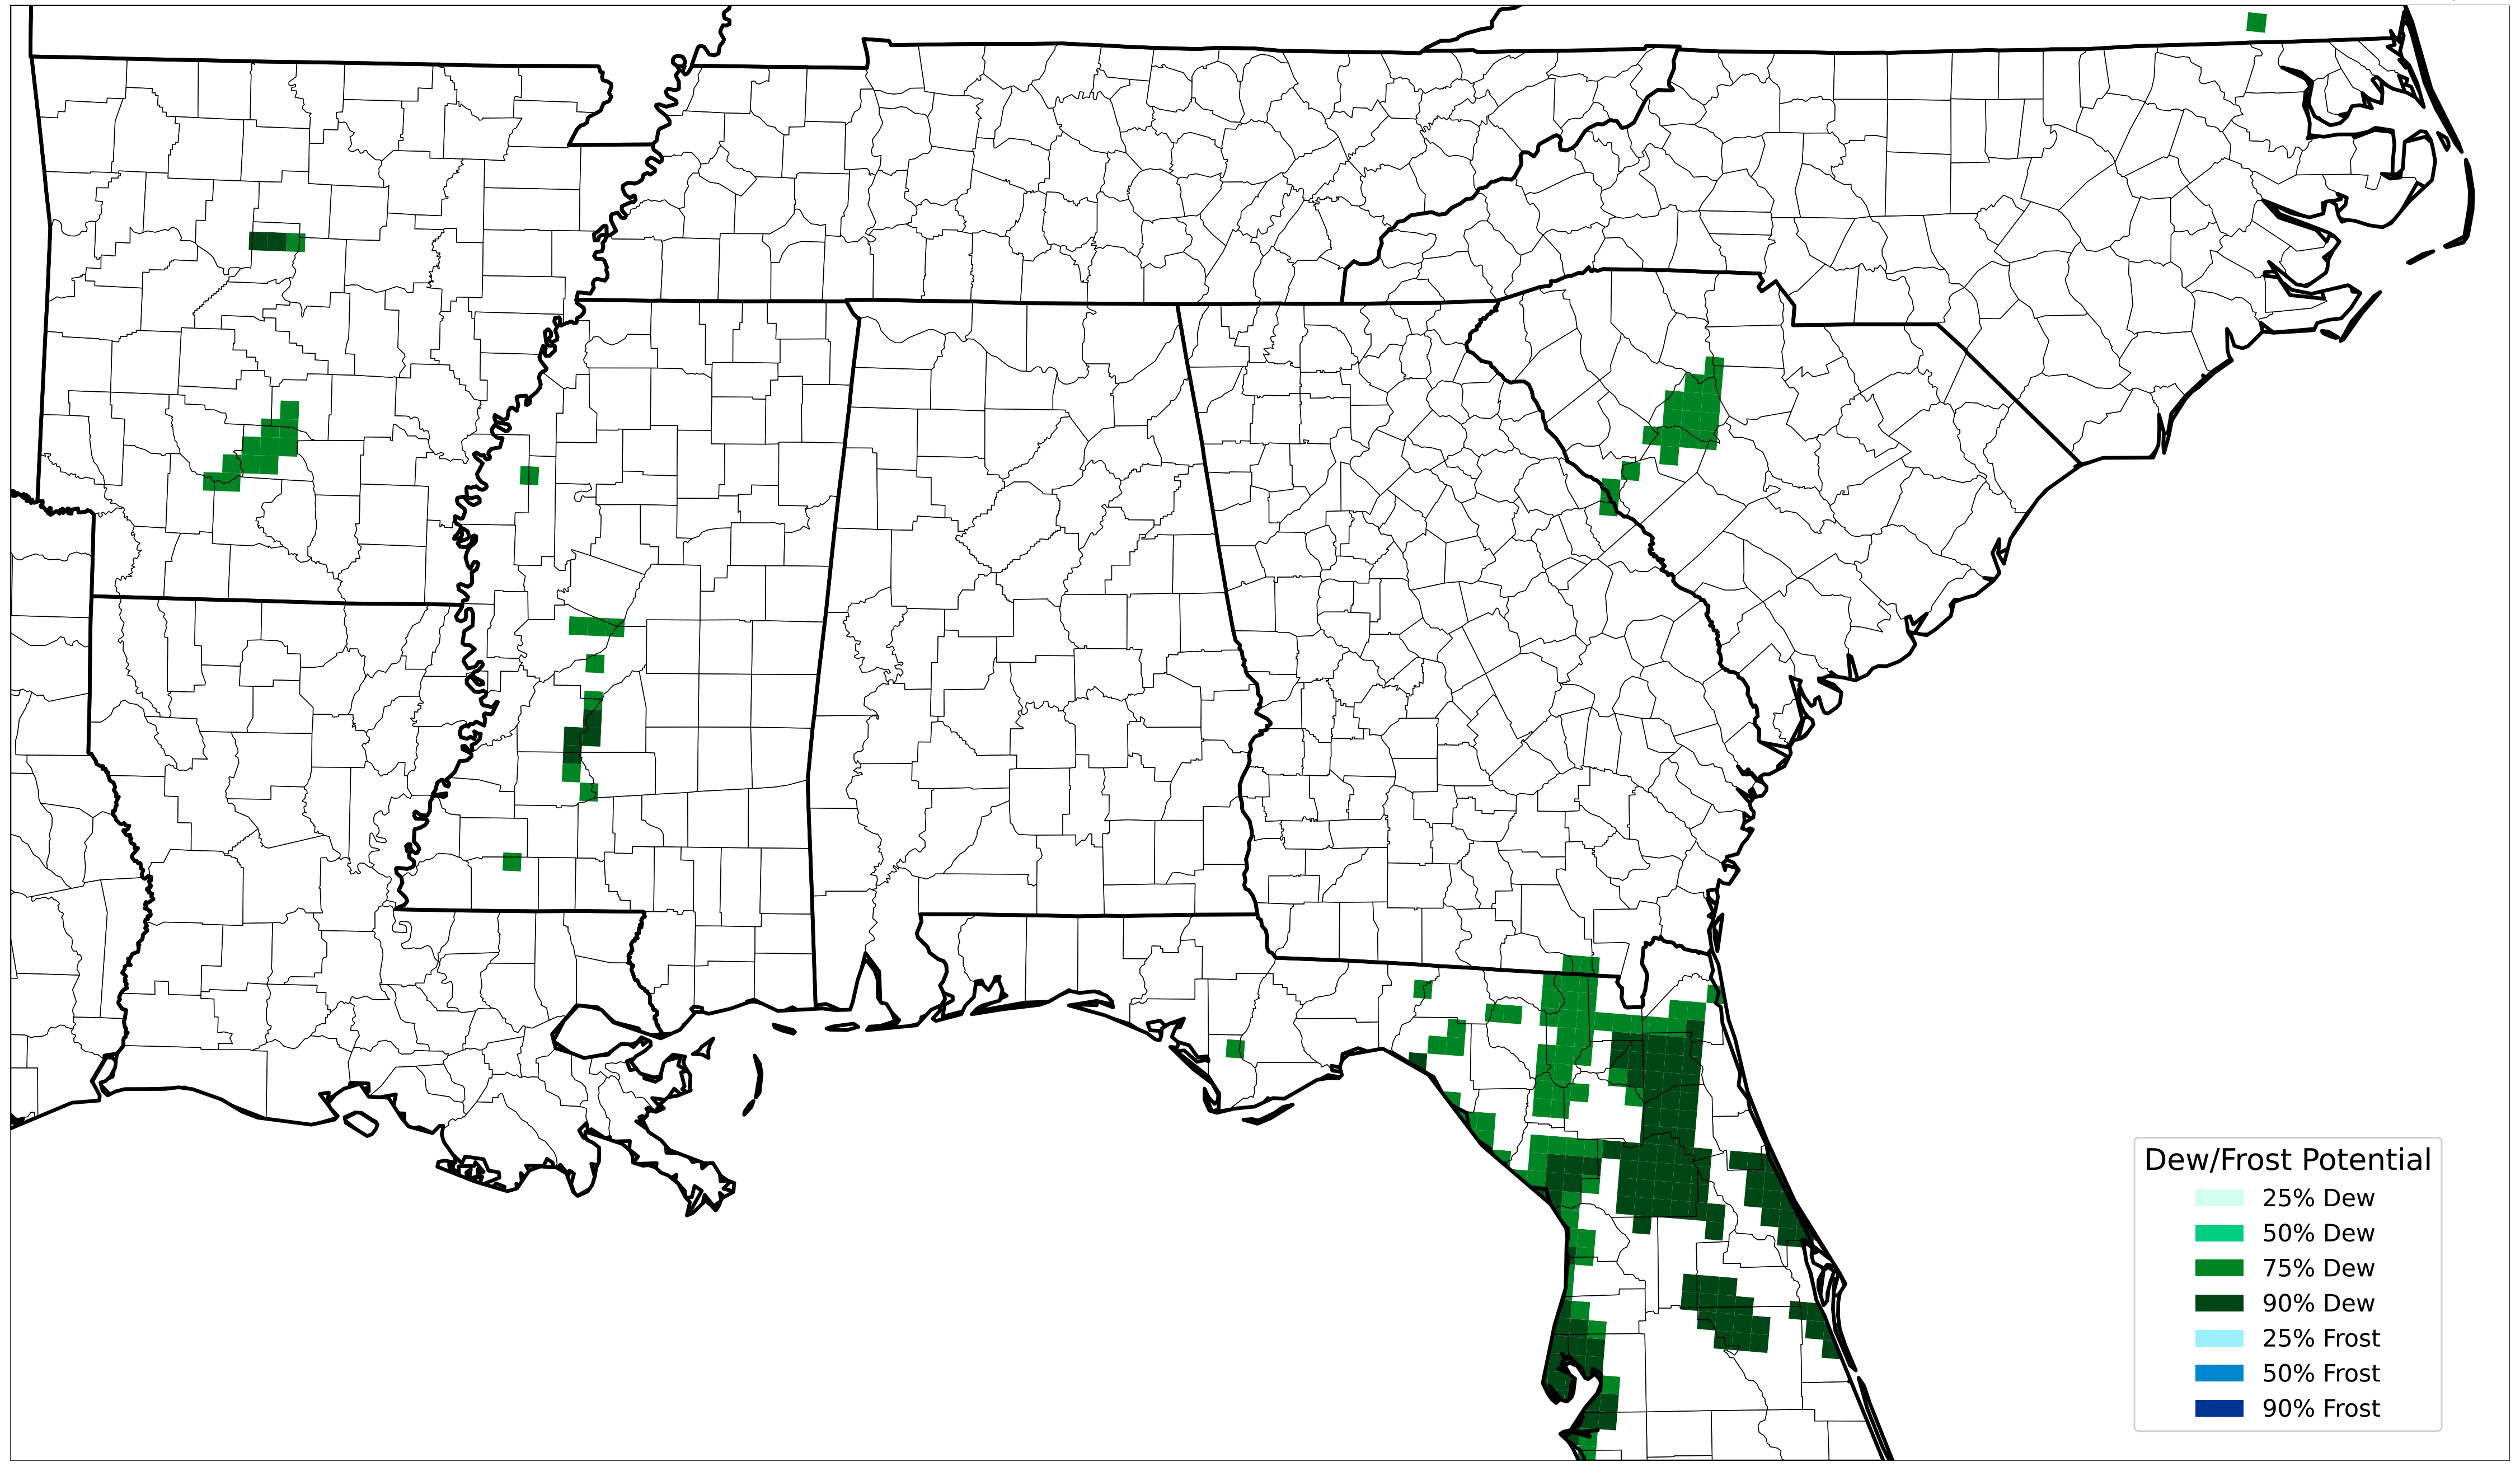 Dew/Frost Potential
25% Dew
50% Dew
75% Dew
90% Dew
25% Frost
50% Frost
90% Frost